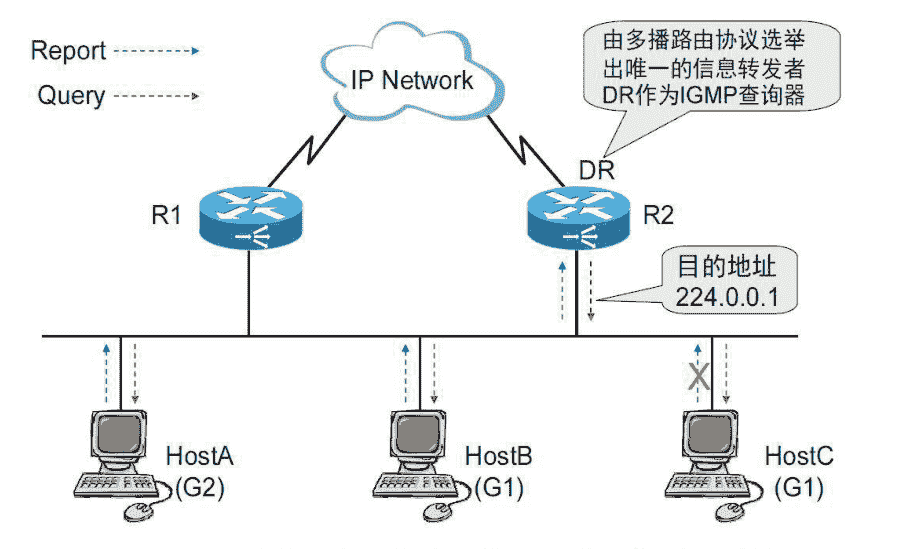 Report
Query
IP Network
由多播路由协议选举
出唯一的信息转发者
DR作为IGMP查询器
DR
R1
R2
目的地址
224.0.0.1
X
HostA
(G2)
HostB
(G1)
HostC
(G1)